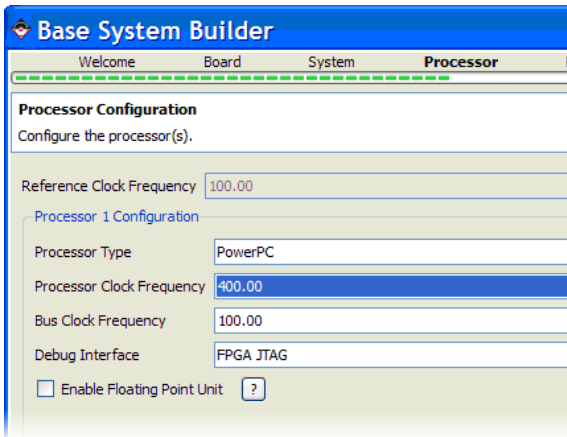 Base System Builder
Welcome Board System Processor
Processor Configuration
Configure the processor(s).
Reference Clock Frequency 100.00
Processor 1 Configuration
Processor Type PowerPC
Processor Clock Frequency 400.00
Bus Clock Frequency 100.00
Debug Interface FPGA JTAG
Enable Floating Point Unit ?